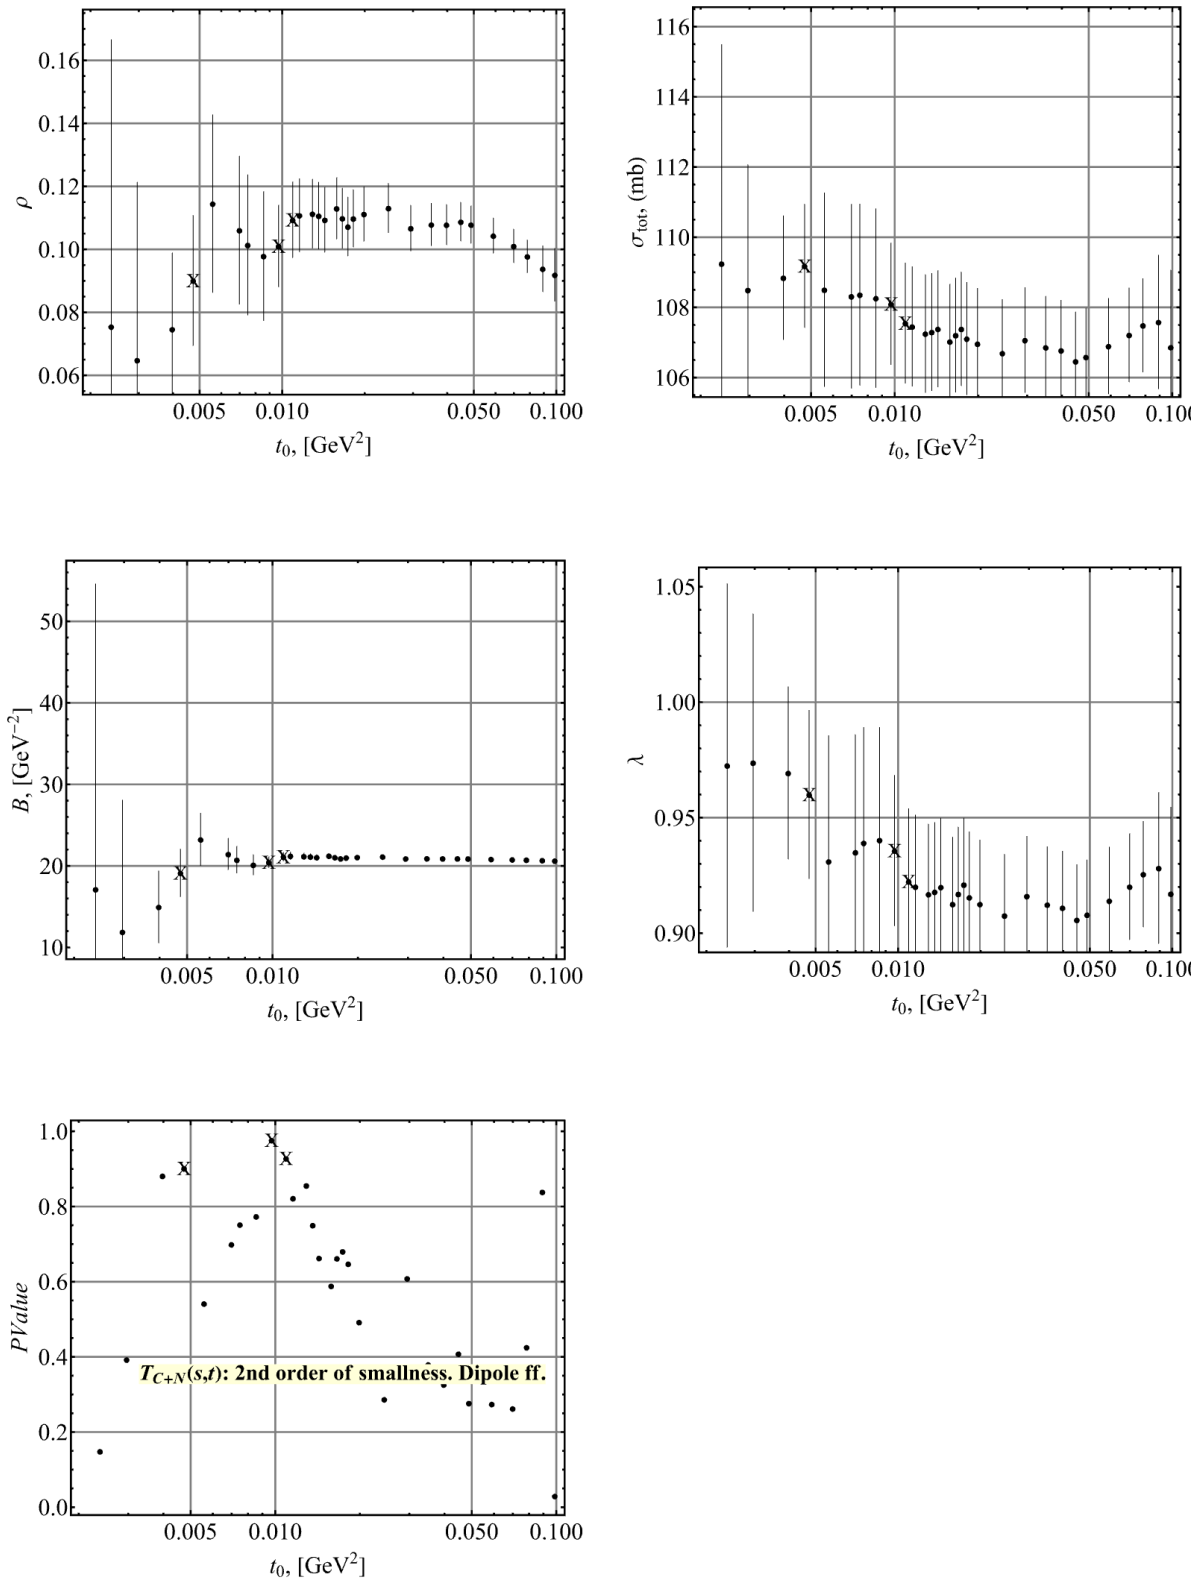 0.16
0.14
0.12
0.10
0.08
0.06
ρ
0.005 0.010 0.050 0.100
t0, [GeV²]
116
114
112
110
108
106
σtot, (mb)
0.005 0.010 0.050 0.100
t0, [GeV²]
50
40
30
20
10
B, [GeV⁻²]
0.005 0.010 0.050 0.100
t0, [GeV²]
1.05
1.00
0.95
0.90
λ
0.005 0.010 0.050 0.100
t0, [GeV²]
1.0
0.8
0.6
0.4
0.2
0.0
PValue
TC+N(s,t): 2nd order of smallness. Dipole ff.
0.005 0.010 0.050 0.100
t0, [GeV²]